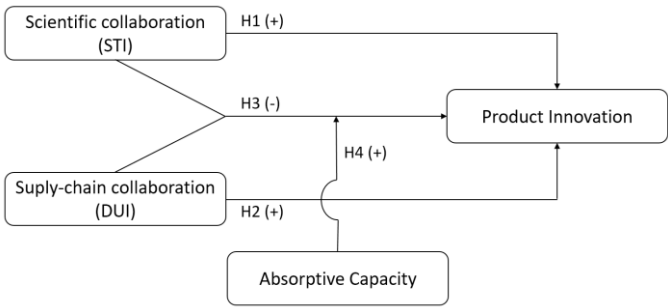 Scientific collaboration
(STI)
H1 (+)
H3 (-)
Product Innovation
H4 (+)
Suply-chain collaboration
(DUI)
H2 (+)
Absorptive Capacity